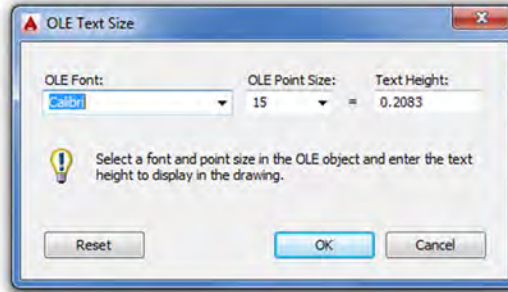 OLE Text Size
OLE Font:
OLE Point Size:
Text Height:
Calibri
15
=
0.2083
Select a font and point size in the OLE object and enter the text
height to display in the drawing.
Reset
OK
Cancel